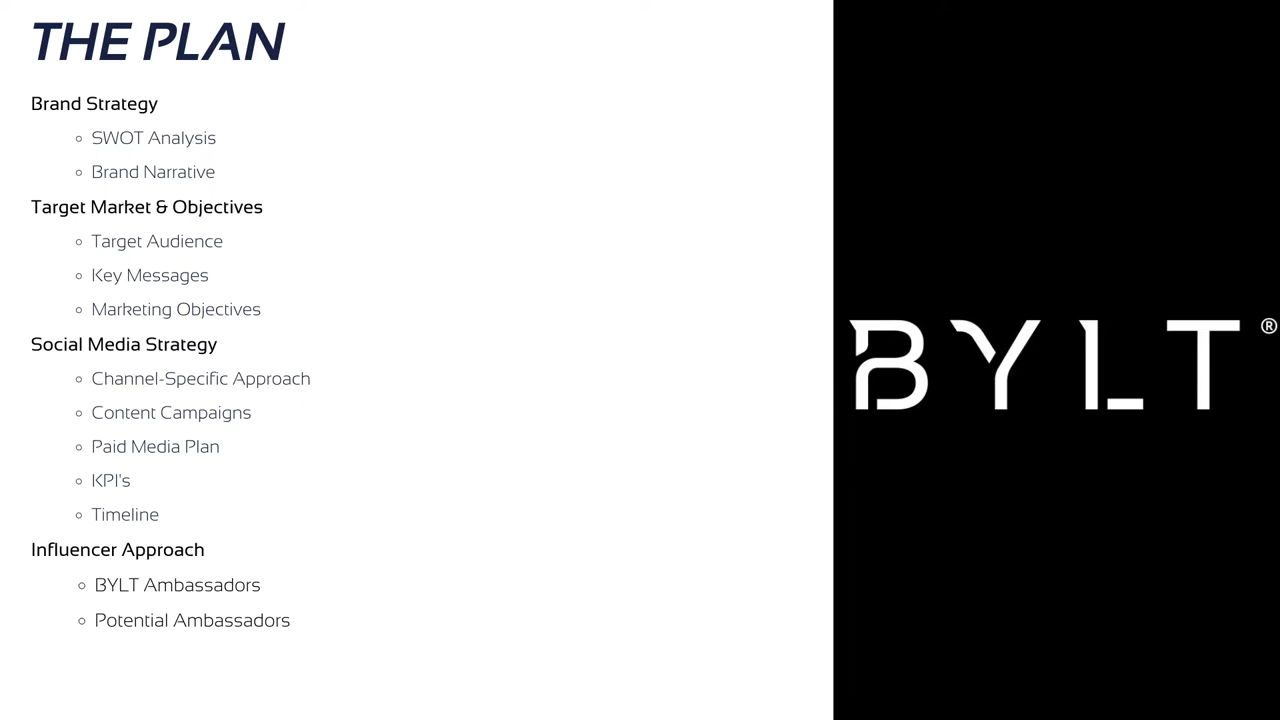 THE PLAN
Brand Strategy
SWOT Analysis
Brand Narrative
Target Market & Objectives
Target Audience
Key Messages
Marketing Objectives
Social Media Strategy
Channel-Specific Approach
Content Campaigns
Paid Media Plan
KPI's
Timeline
Influencer Approach
BYLT Ambassadors
Potential Ambassadors
BYLT®